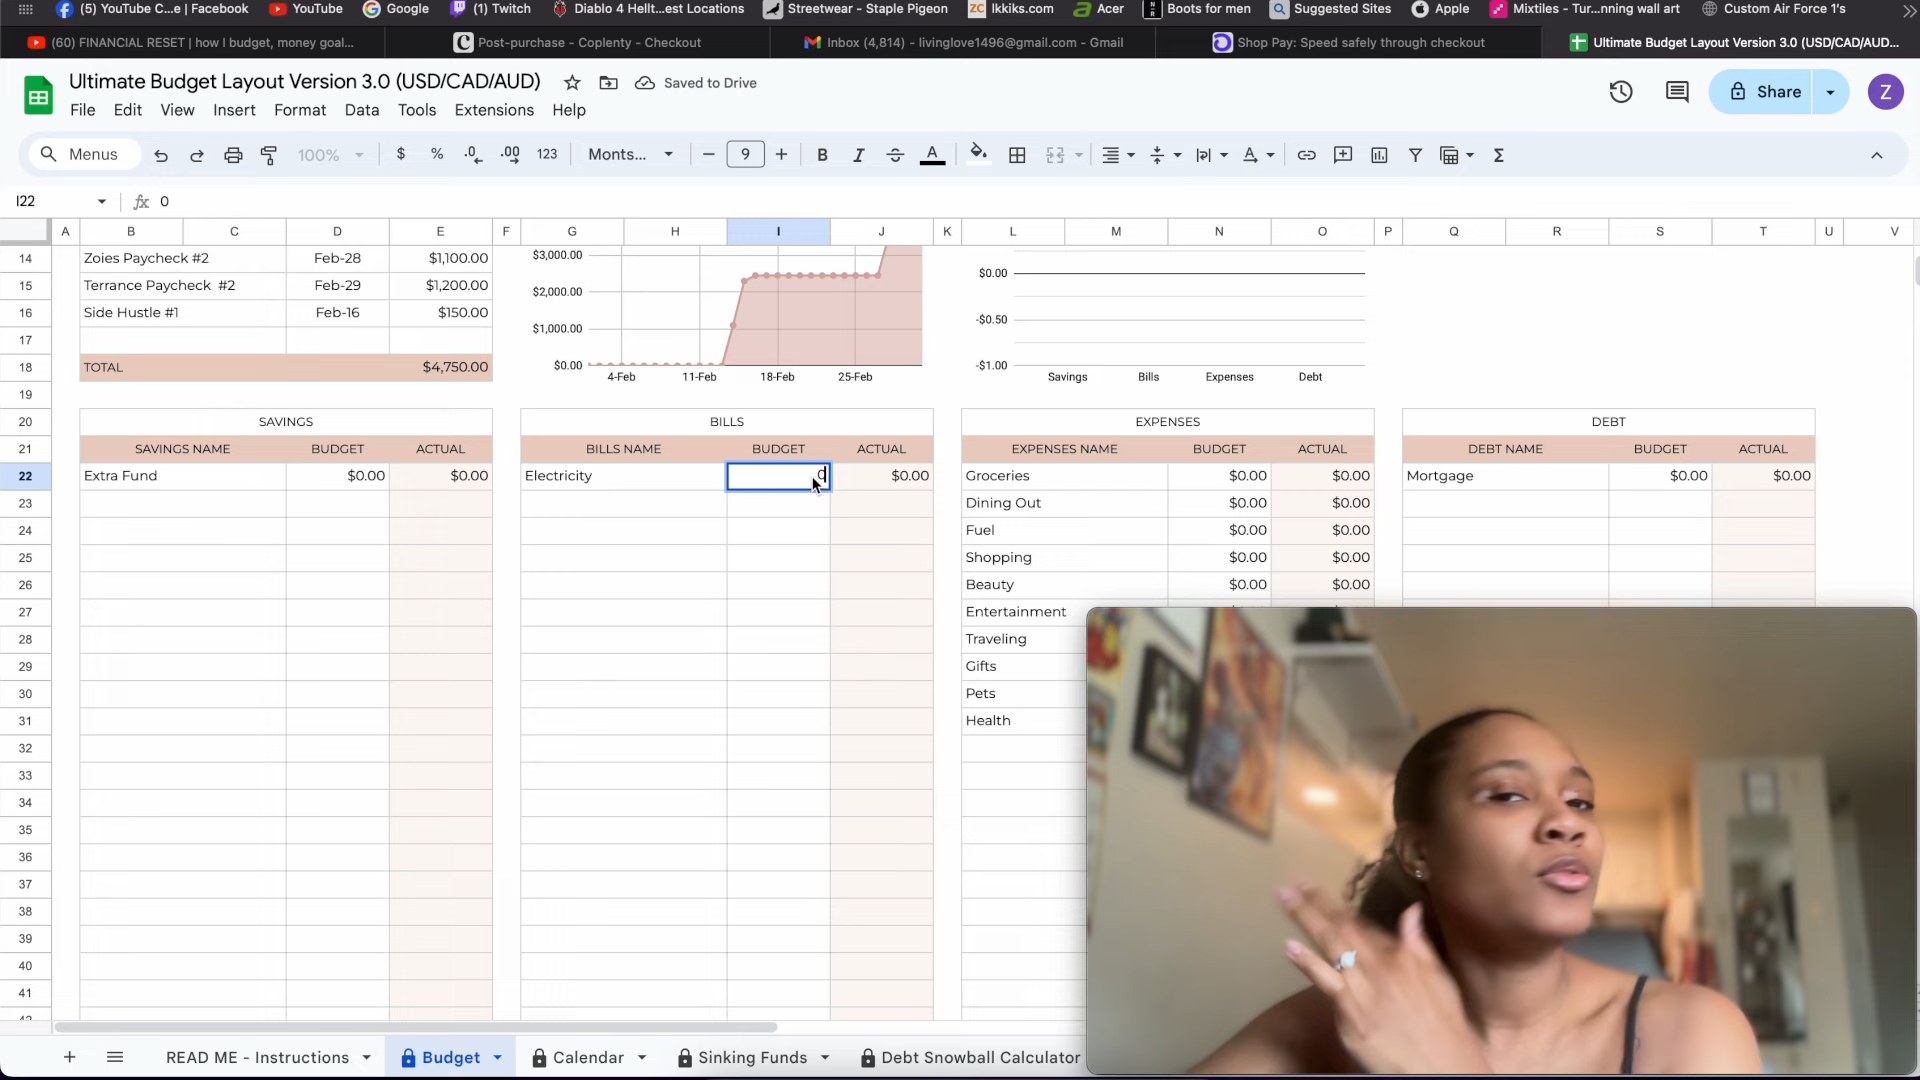 (5) YouTube C...e | Facebook YouTube Google (1) Twitch Diablo 4 Hellt...est Locations Streetwear - Staple Pigeon ZC lkkiks.com Acer Boots for men Suggested Sites Apple Mixtiles - Tur...nning wall art Custom Air Force 1's
(60) FINANCIAL RESET | how I budget, money goal... Post-purchase - Coplenty - Checkout Inbox (4,814) - livinglove1496@gmail.com - Gmail Shop Pay: Speed safely through checkout Ultimate Budget Layout Version 3.0 (USD/CAD/AUD...
Ultimate Budget Layout Version 3.0 (USD/CAD/AUD) Saved to Drive
Share Z
File Edit View Insert Format Data Tools Extensions Help
Menus 100% $ % .0 .00 123 Monts... 9 B I A
I22 fx 0
A B C D E F G H I J K L M N O P Q R S T U V
14 Zoies Paycheck #2 Feb-28 $1,100.00
15 Terrance Paycheck #2 Feb-29 $1,200.00
16 Side Hustle #1 Feb-16 $150.00
17
18 TOTAL $4,750.00
$3,000.00
$2,000.00
$1,000.00
$0.00
4-Feb 11-Feb 18-Feb 25-Feb
$0.00
-$0.50
-$1.00
Savings Bills Expenses Debt
19
20 SAVINGS BILLS EXPENSES DEBT
21 SAVINGS NAME BUDGET ACTUAL BILLS NAME BUDGET ACTUAL EXPENSES NAME BUDGET ACTUAL DEBT NAME BUDGET ACTUAL
22 Extra Fund $0.00 $0.00 Electricity 0 $0.00 Groceries $0.00 $0.00 Mortgage $0.00 $0.00
23 Dining Out $0.00 $0.00
24 Fuel $0.00 $0.00
25 Shopping $0.00 $0.00
26 Beauty $0.00 $0.00
27 Entertainment
28 Traveling
29 Gifts
30 Pets
31 Health
32
33
34
35
36
37
38
39
40
41
READ ME - Instructions Budget Calendar Sinking Funds Debt Snowball Calculator